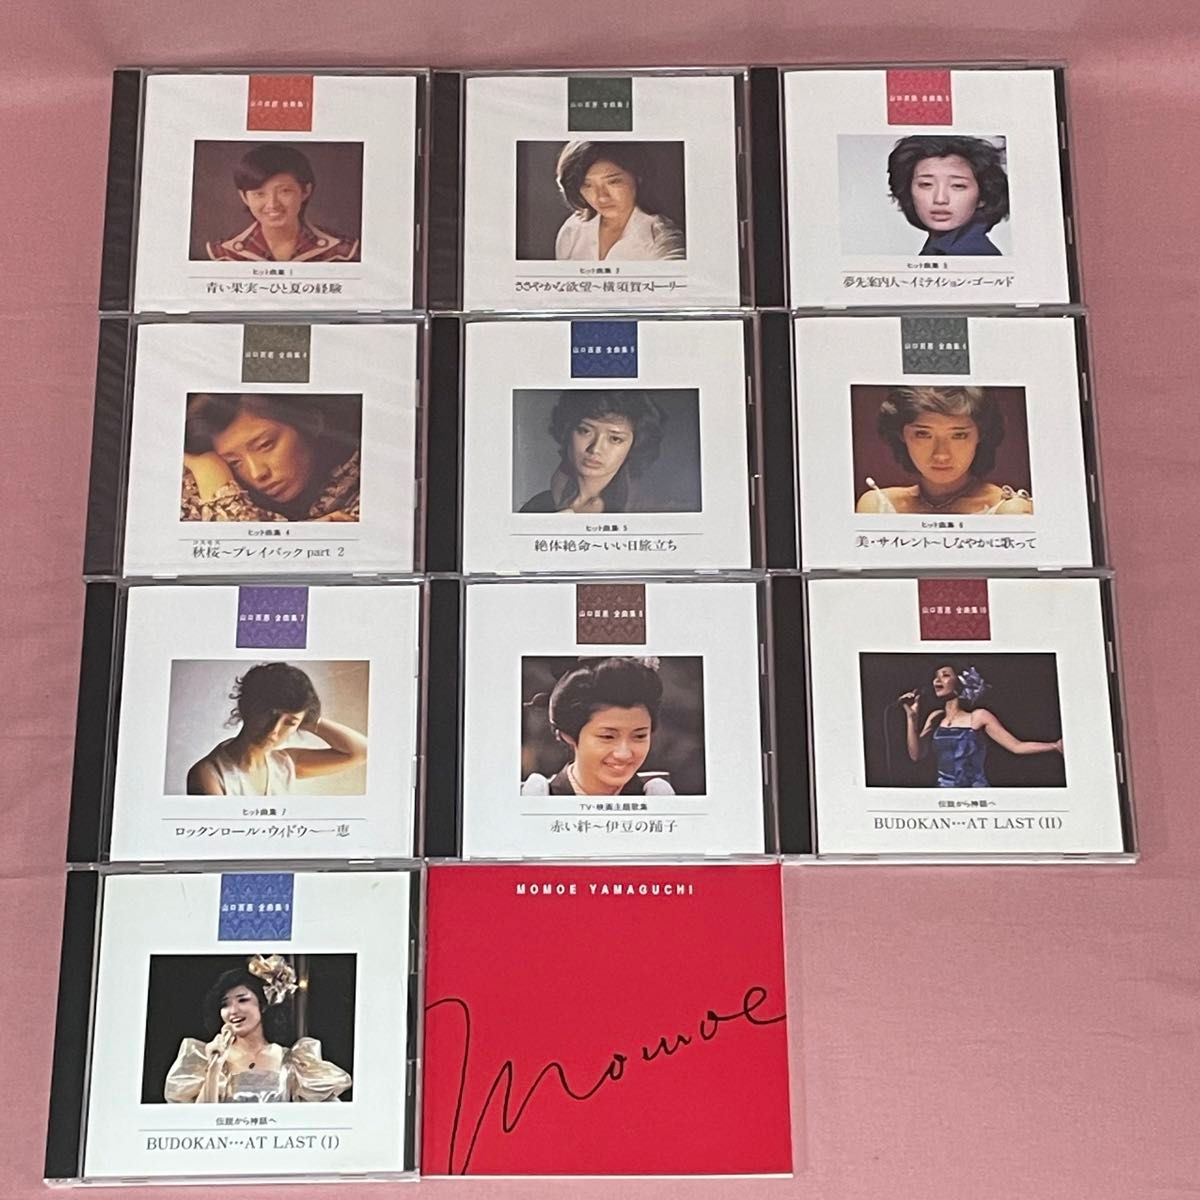 山口百恵 全曲集 1
ヒット曲集 1
青い果実〜ひと夏の経験
山口百恵 全曲集 2
ヒット曲集 2
ささやかな欲望〜横須賀ストーリー
山口百恵 全曲集 3
ヒット曲集 3
夢先案内人〜イミテイション・ゴールド
山口百恵 全曲集 4
ヒット曲集 4
コスモス
秋桜〜プレイバック part 2
山口百恵 全曲集 5
ヒット曲集 5
絶体絶命〜いい日旅立ち
山口百恵 全曲集 6
ヒット曲集 6
美・サイレント〜しなやかに歌って
山口百恵 全曲集 7
ヒット曲集 7
ロックンロール・ウィドウ〜一恵
山口百恵 全曲集 8
TV・映画主題歌集
赤い絆〜伊豆の踊子
山口百恵 全曲集 10
伝説から神話へ
BUDOKAN…AT LAST (II)
山口百恵 全曲集 9
伝説から神話へ
BUDOKAN…AT LAST (I)
MOMOE YAMAGUCHI
Momoe